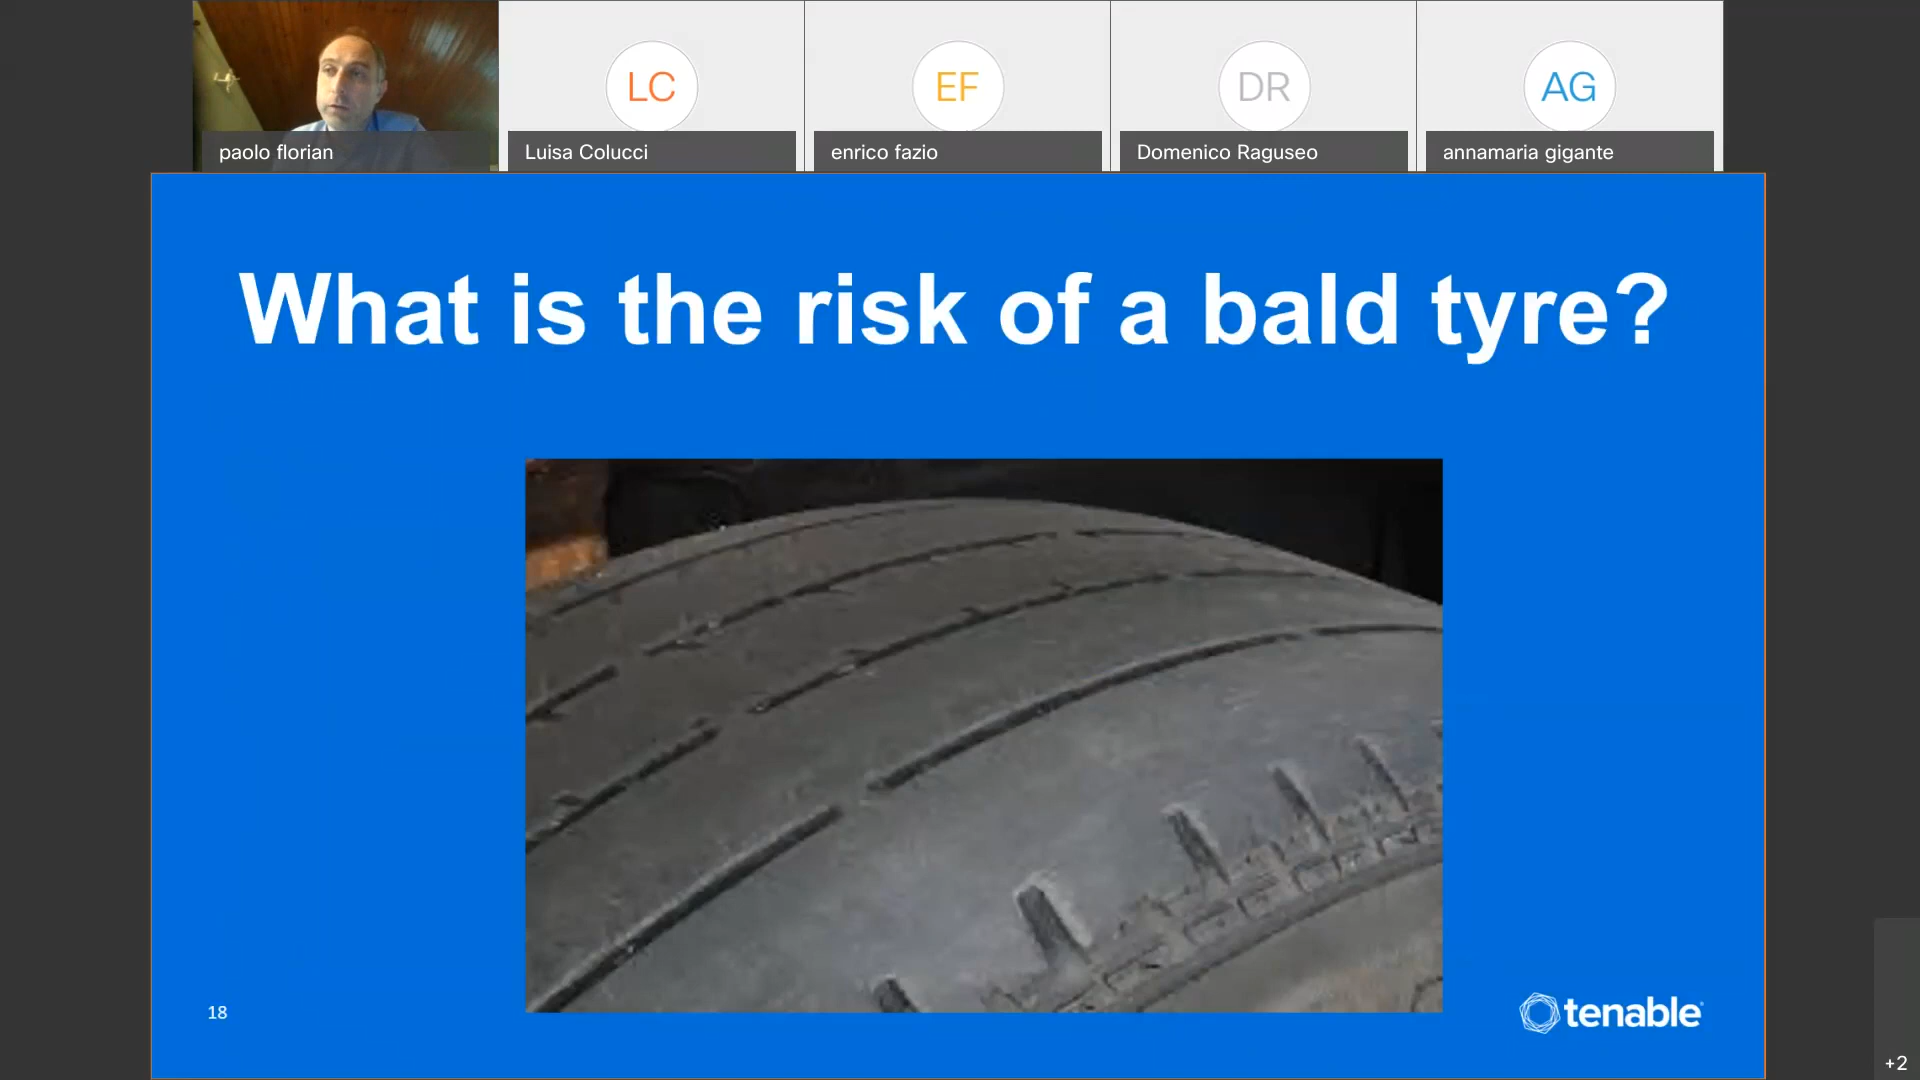 LC
EF
DR
AG
paolo florian
Luisa Colucci
enrico fazio
Domenico Raguseo
annamaria gigante
What is the risk of a bald tyre?
18
tenable
+2